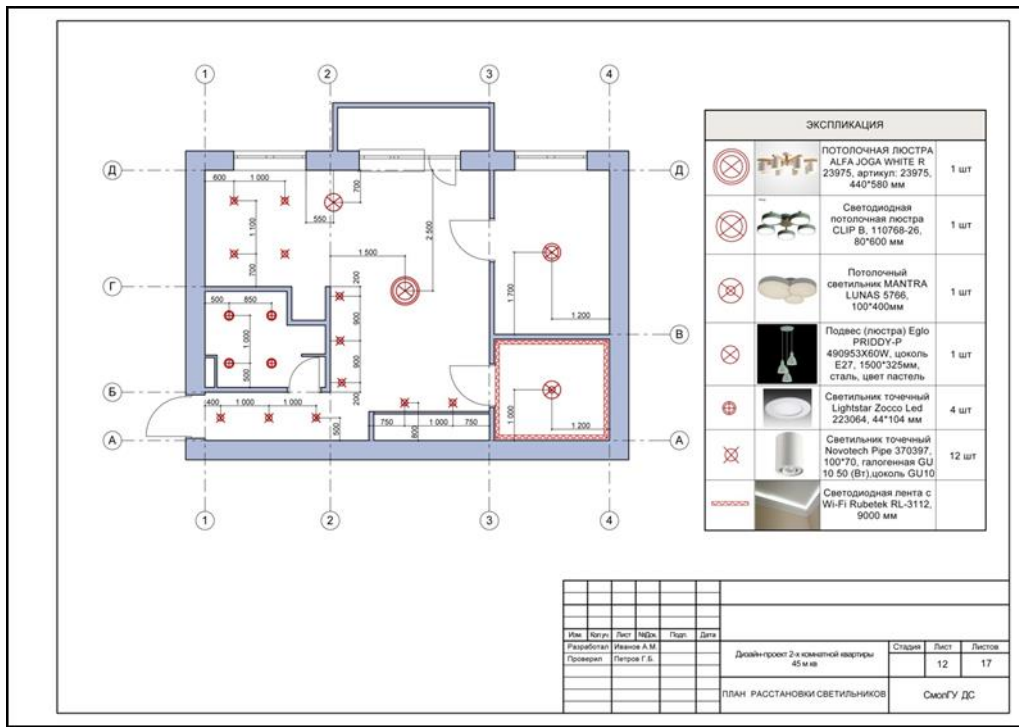 1
2
3
4
Д
Д
600
1 000
700
550
2 500
1 100
1 500
700
Г
200
1 700
500
850
1 200
900
В
1 000
900
500
Б
200
400
1 000
1 000
500
750
1 000
750
600
1 000
1 200
А
А
1
2
3
4
ЭКСПЛИКАЦИЯ
ПОТОЛОЧНАЯ ЛЮСТРА
ALFA JOGA WHITE R
23975, артикул: 23975,
440*580 мм
1 шт
Светодиодная
потолочная люстра
CLIP B, 110768-26,
80*600 мм
1 шт
Потолочный
светильник MANTRA
LUNAS 5766,
100*400мм
1 шт
Подвес (люстра) Eglo
PRIDDY-P
490953X60W, цоколь
E27, 1500*325мм,
сталь, цвет пастель
1 шт
Светильник точечный
Lightstar Zocco Led
223064, 44*104 мм
4 шт
Светильник точечный
Novotech Pipe 370397,
100*70, галогенная GU
10 50 (Вт),цоколь GU10
12 шт
Светодиодная лента с
Wi-Fi Rubetek RL-3112,
9000 мм
Изм. Кол.уч Лист №Док. Подп. Дата
Разработал Иванов А.М.
Проверил Петров Г.Б.
Дизайн-проект 2-х комнатной квартиры
45 м кв
Стадия Лист Листов
12 17
ПЛАН РАССТАНОВКИ СВЕТИЛЬНИКОВ
СмолГУ ДС